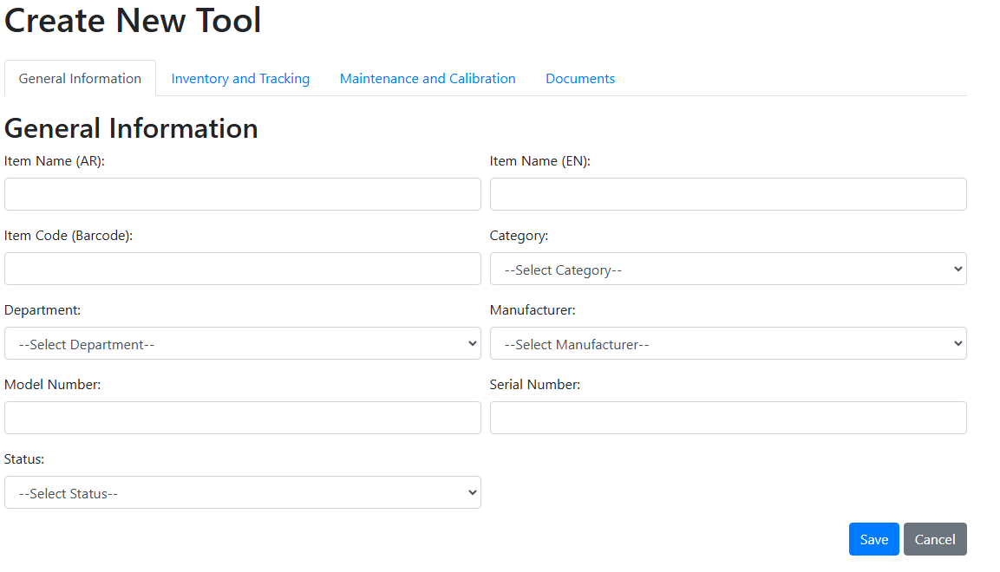 Create New Tool
General Information Inventory and Tracking Maintenance and Calibration Documents
General Information
Item Name (AR): Item Name (EN):
Item Code (Barcode): Category:
--Select Category--
Department: Manufacturer:
--Select Department-- --Select Manufacturer--
Model Number: Serial Number:
Status:
--Select Status--
Save Cancel